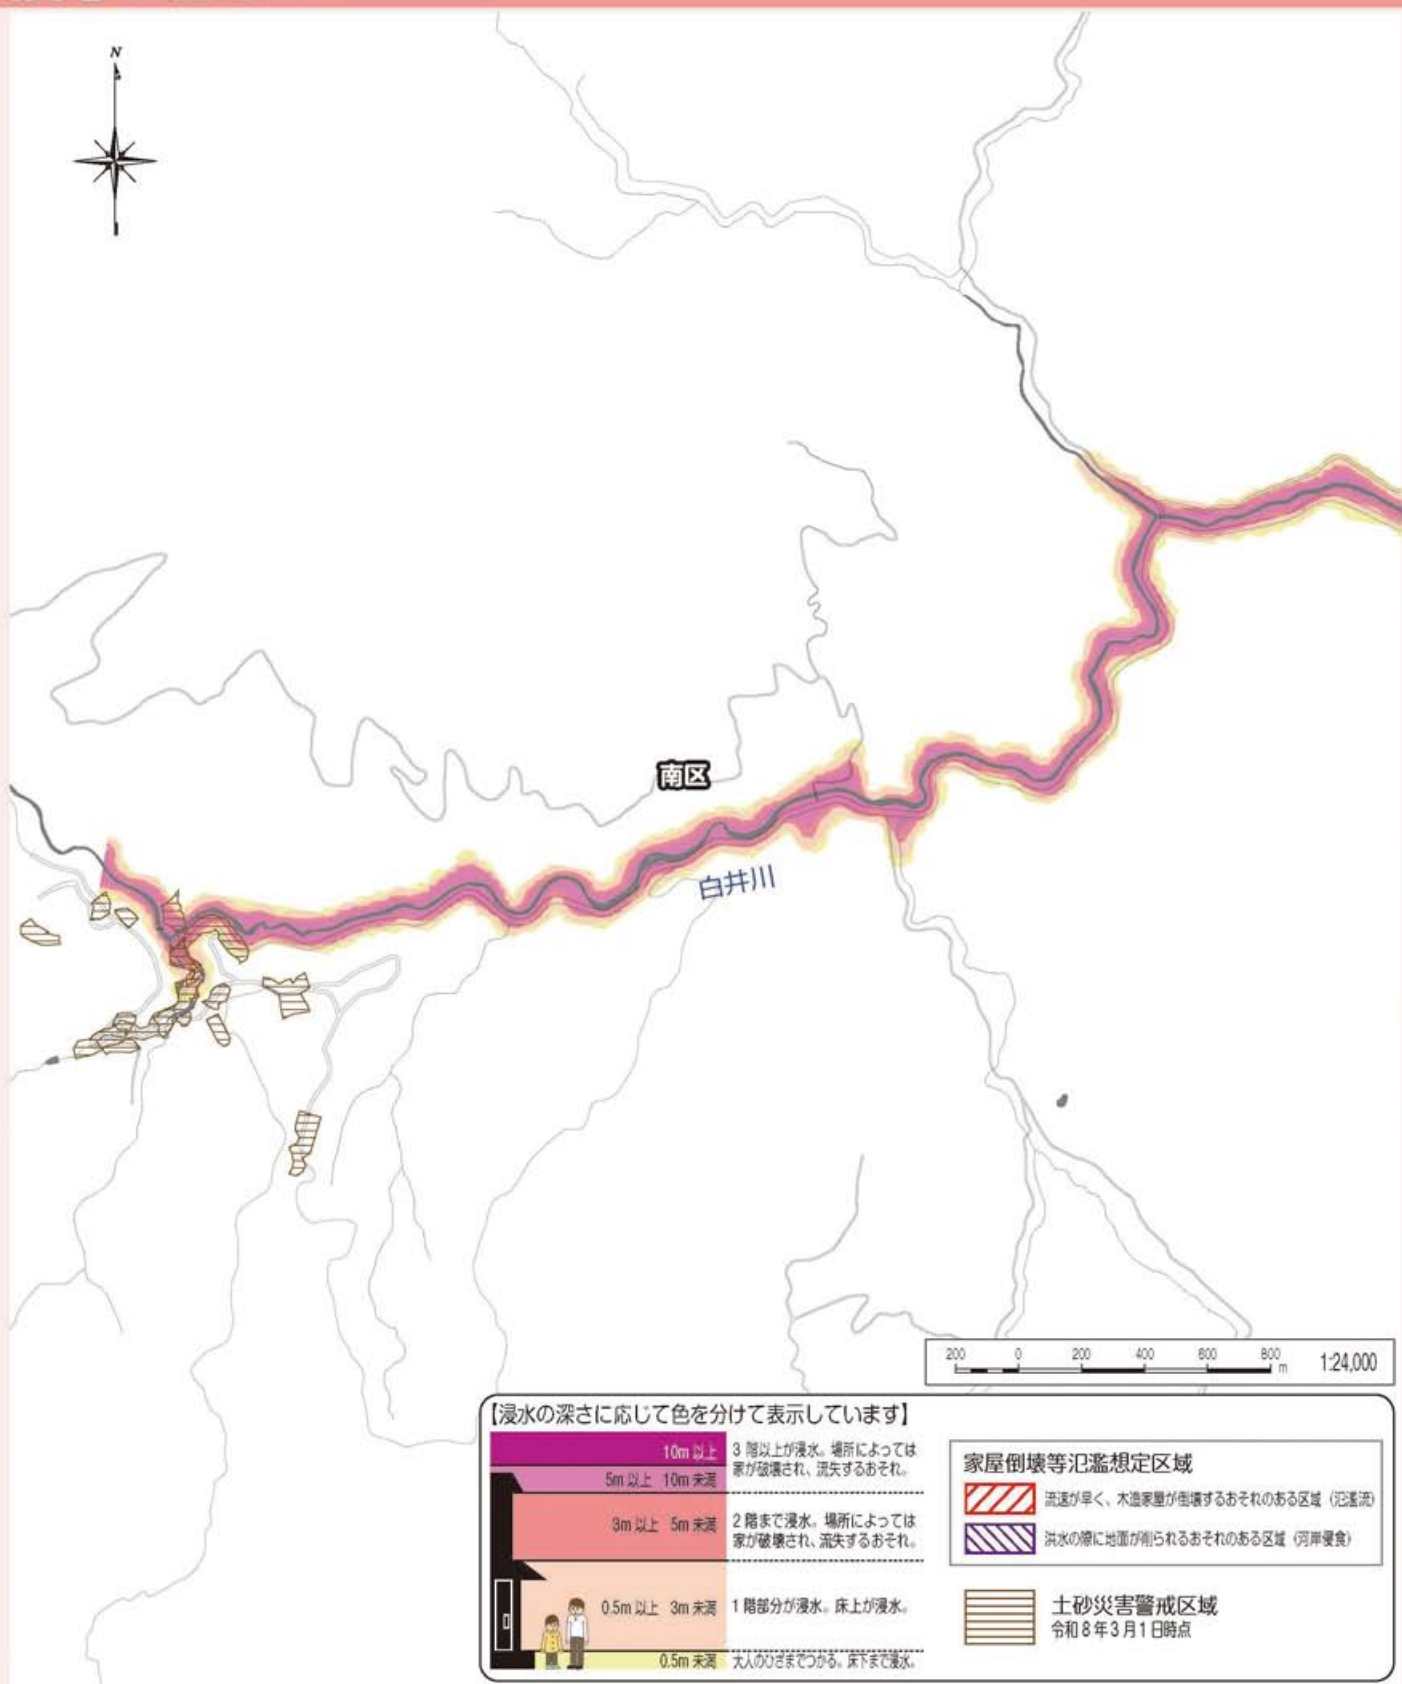 N
南区
白井川
200 0 200 400 600 800 m 1:24,000
【浸水の深さに応じて色を分けて表示しています】
10m 以上
5m 以上 10m 未満
3 階以上が浸水。場所によっては
家が破壊され、流失するおそれ。
3m 以上 5m 未満
2 階まで浸水。場所によっては
家が破壊され、流失するおそれ。
0.5m 以上 3m 未満
1 階部分が浸水。床上が浸水。
0.5m 未満
大人のひざまでつかる。床下まで浸水。
家屋倒壊等氾濫想定区域
流速が早く、木造家屋が倒壊するおそれのある区域（氾濫流）
洪水の際に地面が削られるおそれのある区域（河岸侵食）
土砂災害警戒区域
令和8年3月1日時点